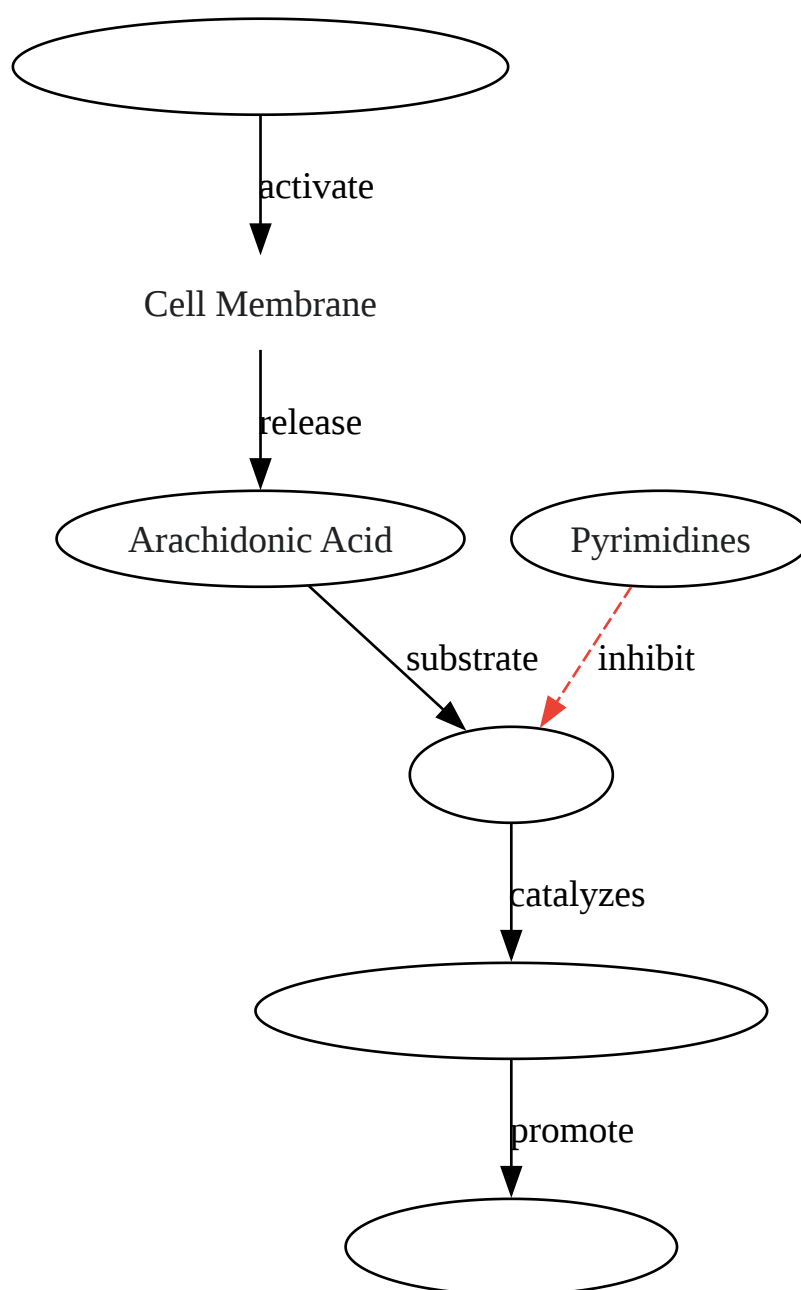 activate
Cell Membrane
release
Arachidonic Acid
Pyrimidines
substrate
inhibit
catalyzes
promote